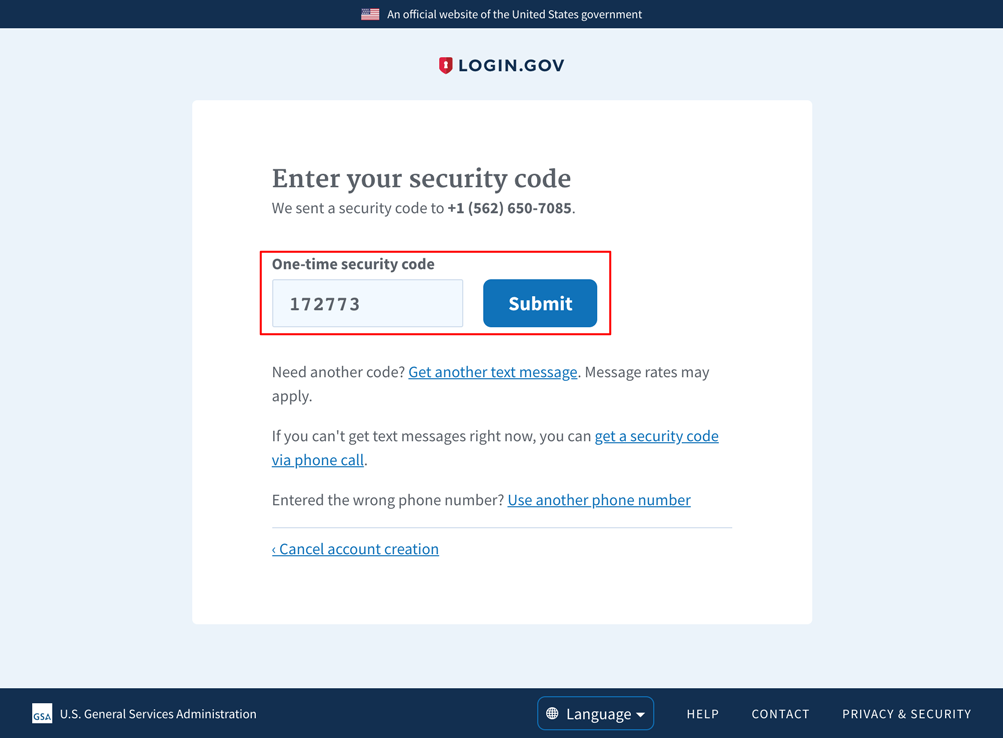 An official website of the United States government
LOGIN.GOV
Enter your security code
We sent a security code to +1 (562) 650-7085.
One-time security code
172773
Submit
Need another code? Get another text message. Message rates may
apply.
If you can't get text messages right now, you can get a security code
via phone call.
Entered the wrong phone number? Use another phone number
‹ Cancel account creation
GSA
U.S. General Services Administration
Language
HELP
CONTACT
PRIVACY & SECURITY